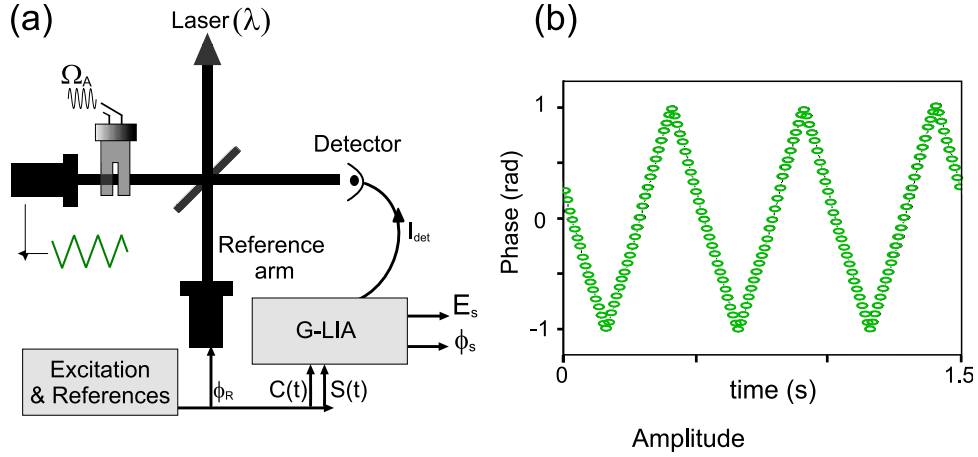 (a)
Laser(λ)
Ω_A
Detector
I_det
Reference
arm
G-LIA
E_s
ϕ_s
Excitation
& References
ϕ_R
C(t)
S(t)
(b)
Phase (rad)
1
0
-1
0
1.5
time (s)
Amplitude